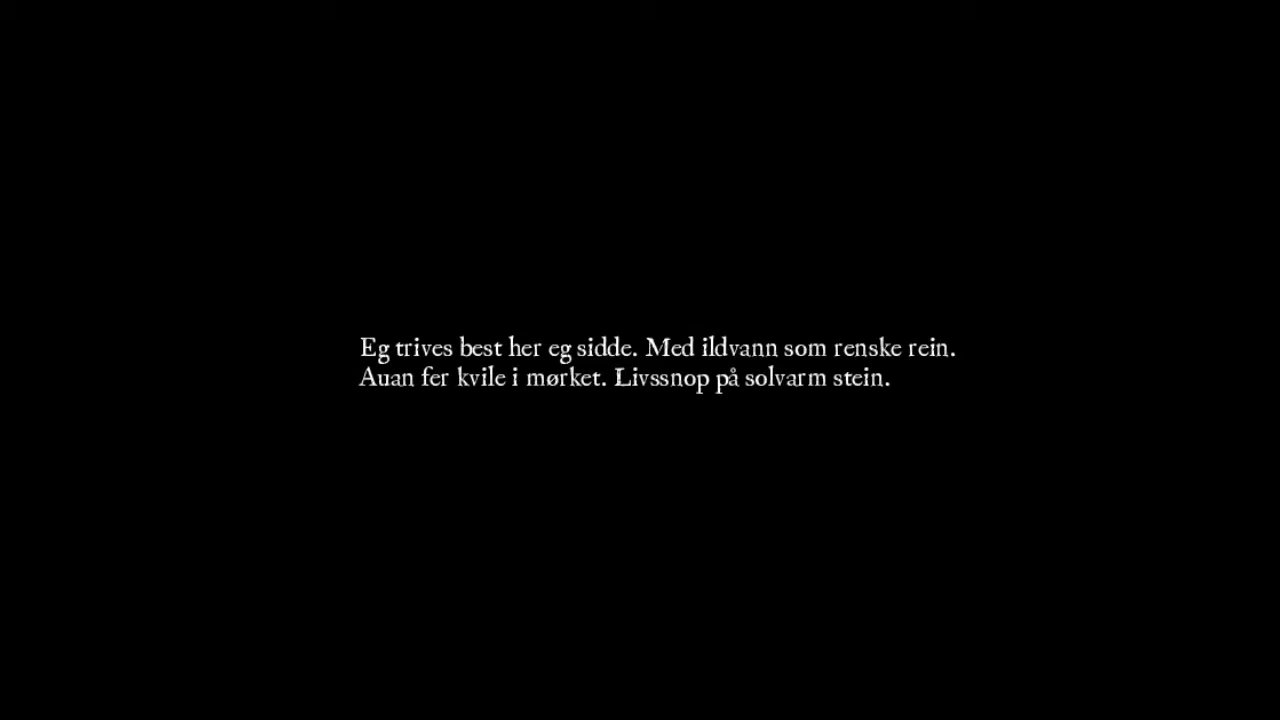 Eg trives best her eg sidde. Med ildvann som renske rein.
Auan fer kvile i mørket. Livssnop på solvarm stein.